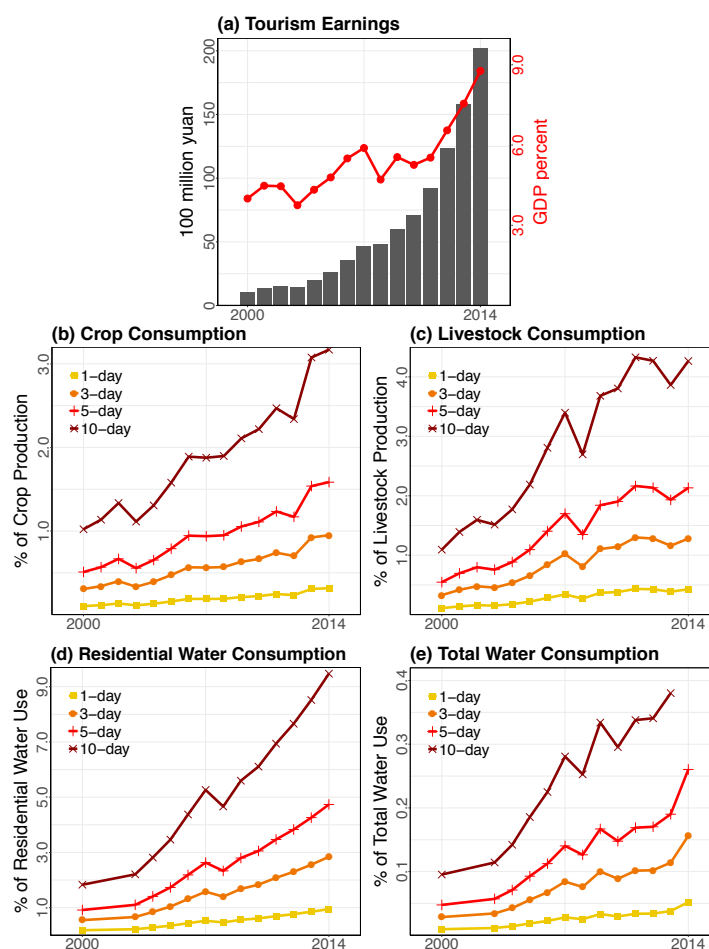 (a) Tourism Earnings
100 million yuan
0
50
100
150
200
3.0
6.0
9.0
GDP percent
2000
2014
(b) Crop Consumption
% of Crop Production
1.0
2.0
3.0
1-day
3-day
5-day
10-day
2000
2014
(c) Livestock Consumption
% of Livestock Production
1.0
2.0
3.0
4.0
1-day
3-day
5-day
10-day
2000
2014
(d) Residential Water Consumption
% of Residential Water Use
1.0
3.0
5.0
7.0
9.0
1-day
3-day
5-day
10-day
2000
2014
(e) Total Water Consumption
% of Total Water Use
0.1
0.2
0.3
0.4
1-day
3-day
5-day
10-day
2000
2014